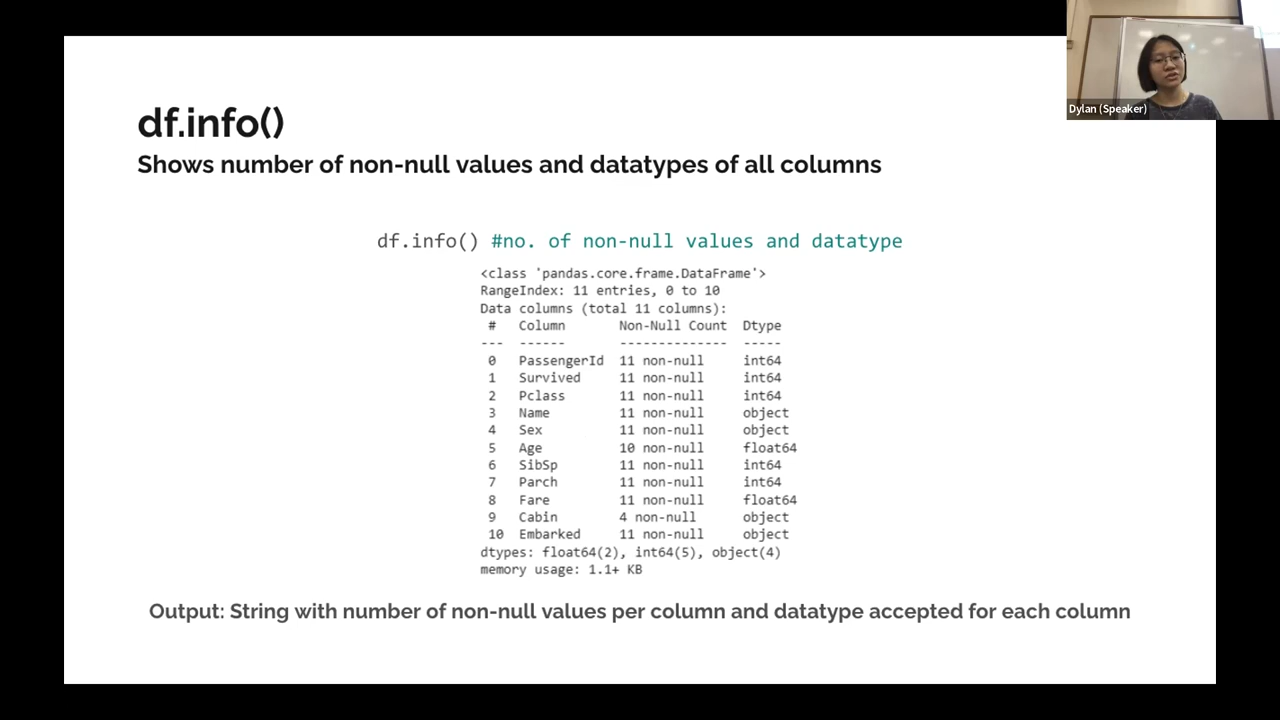 df.info()
Shows number of non-null values and datatypes of all columns
df.info() #no. of non-null values and datatype
<class 'pandas.core.frame.DataFrame'>
RangeIndex: 11 entries, 0 to 10
Data columns (total 11 columns):
# Column Non-Null Count Dtype
--- ------ -------------- -----
0 PassengerId 11 non-null int64
1 Survived 11 non-null int64
2 Pclass 11 non-null int64
3 Name 11 non-null object
4 Sex 11 non-null object
5 Age 10 non-null float64
6 SibSp 11 non-null int64
7 Parch 11 non-null int64
8 Fare 11 non-null float64
9 Cabin 4 non-null object
10 Embarked 11 non-null object
dtypes: float64(2), int64(5), object(4)
memory usage: 1.1+ KB
Output: String with number of non-null values per column and datatype accepted for each column
Dylan (Speaker)